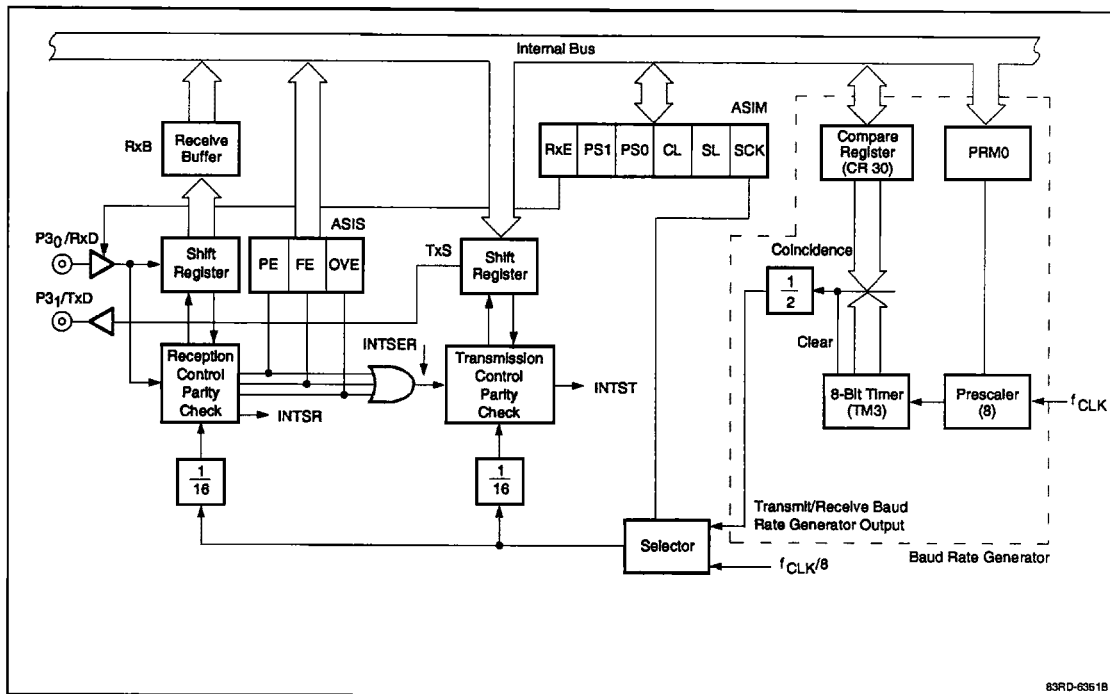 Internal Bus
ASIM
RxB
Receive
Buffer
RxE PS1 PS0 CL SL SCK
Compare
Register
(CR 30)
PRM0
ASIS
P3₀/RxD
Shift
Register
PE FE OVE
TxS
Shift
Register
Coincidence
1/2
P3₁/TxD
Clear
Reception
Control
Parity
Check
INTSER
Transmission
Control
Parity
Check
INTST
INTSR
8-Bit Timer
(TM3)
Prescaler
(8)
fCLK
1/16
1/16
Transmit/Receive Baud
Rate Generator Output
Selector
fCLK/8
Baud Rate Generator
83RD-6351B